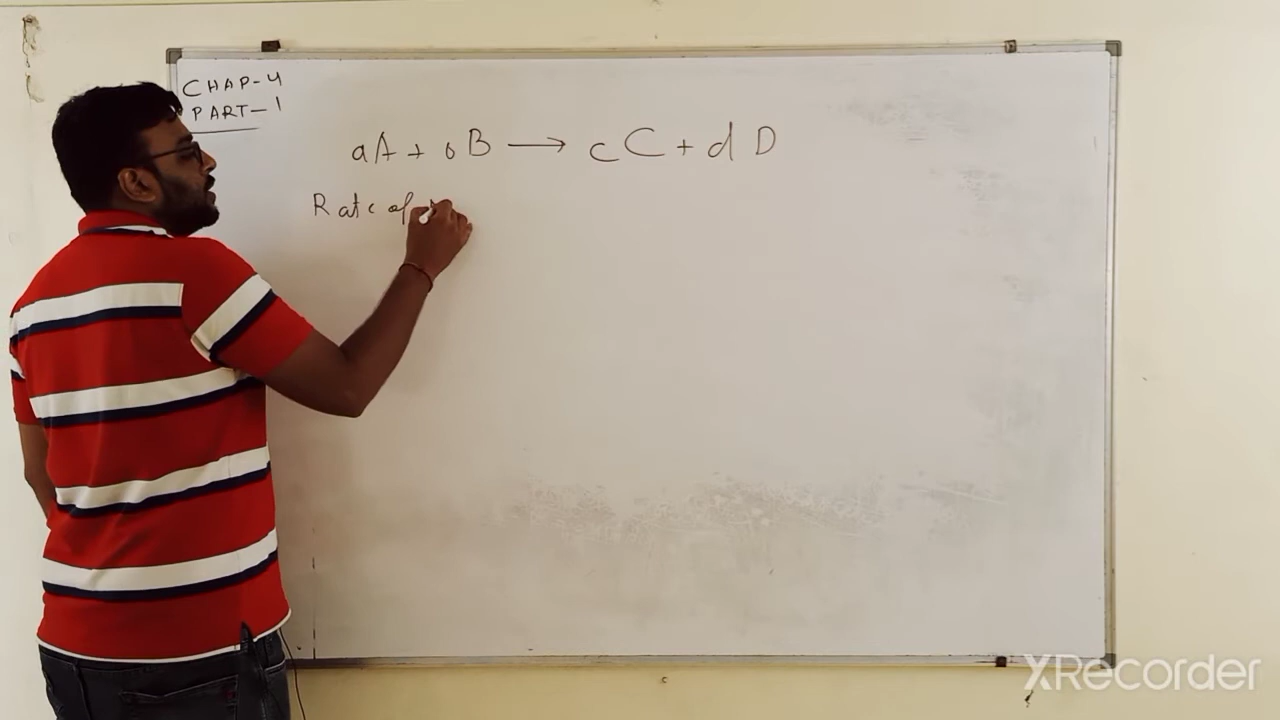 CHAP-4
PART-1
aA + bB → cC + dD
Rate of
XRecorder